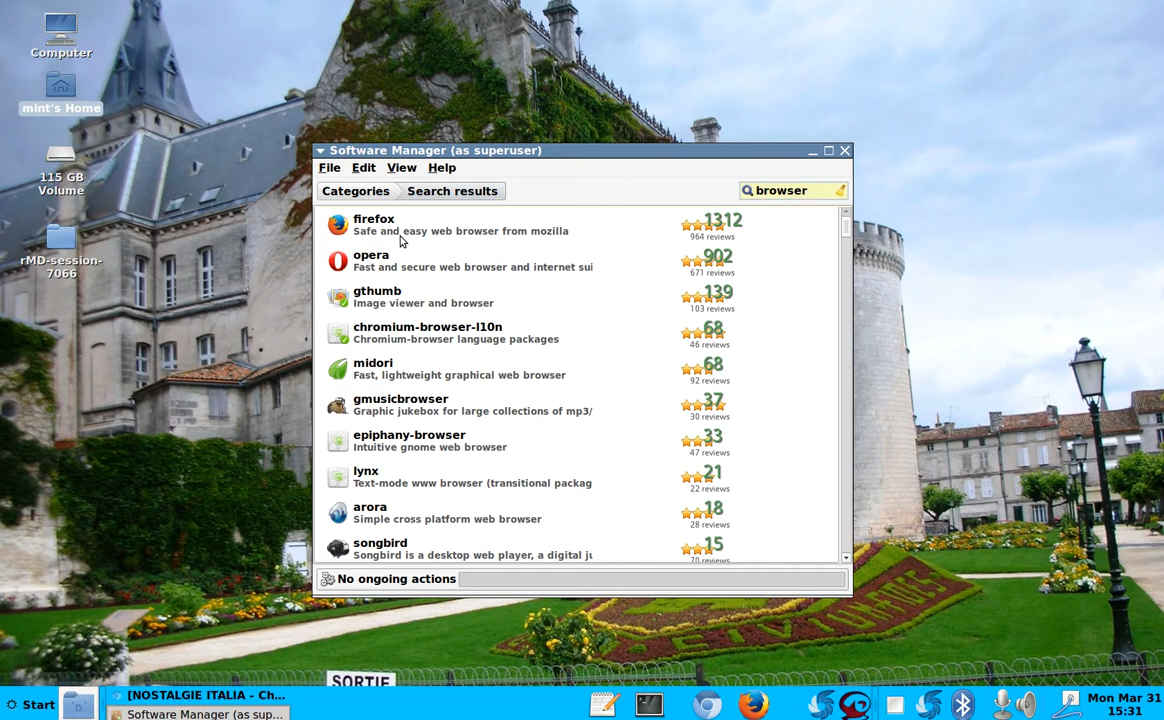 Computer
mint's Home
115 GB
Volume
rMD-session-
7066
Software Manager (as superuser)
File Edit View Help
Categories Search results browser
firefox
Safe and easy web browser from mozilla
1312
964 reviews
opera
Fast and secure web browser and internet sui
902
671 reviews
gthumb
Image viewer and browser
139
103 reviews
chromium-browser-l10n
Chromium-browser language packages
68
46 reviews
midori
Fast, lightweight graphical web browser
68
92 reviews
gmusicbrowser
Graphic jukebox for large collections of mp3/
37
30 reviews
epiphany-browser
Intuitive gnome web browser
33
47 reviews
lynx
Text-mode www browser (transitional packag
21
22 reviews
arora
Simple cross platform web browser
18
28 reviews
songbird
Songbird is a desktop web player, a digital ju
15
70 reviews
No ongoing actions
SORTIE
Start
[NOSTALGIE ITALIA - Ch...
Software Manager (as sup...
Mon Mar 31
15:31